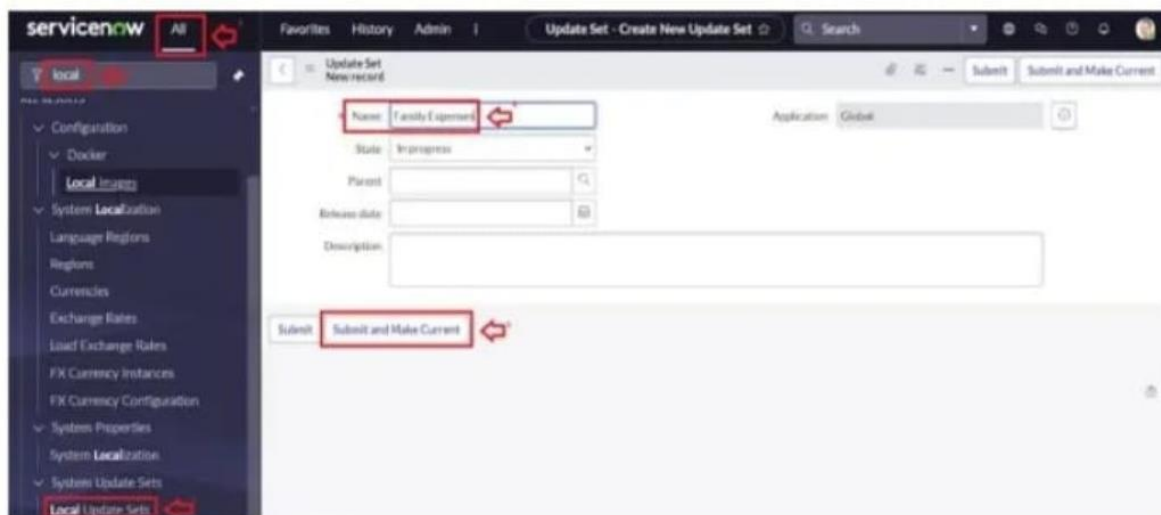 servicenow All Favorites History Admin Update Set - Create New Update Set Search
local
Update Set
New record
Submit Submit and Make Current
Configuration
Docker
Local Images
System Localization
Language Regions
Regions
Currencies
Exchange Rates
Load Exchange Rates
FX Currency Instances
FX Currency Configuration
System Properties
System Localization
System Update Sets
Local Update Sets
Name Family Expenses
Application Global
State In progress
Parent
Release date
Description
Submit Submit and Make Current